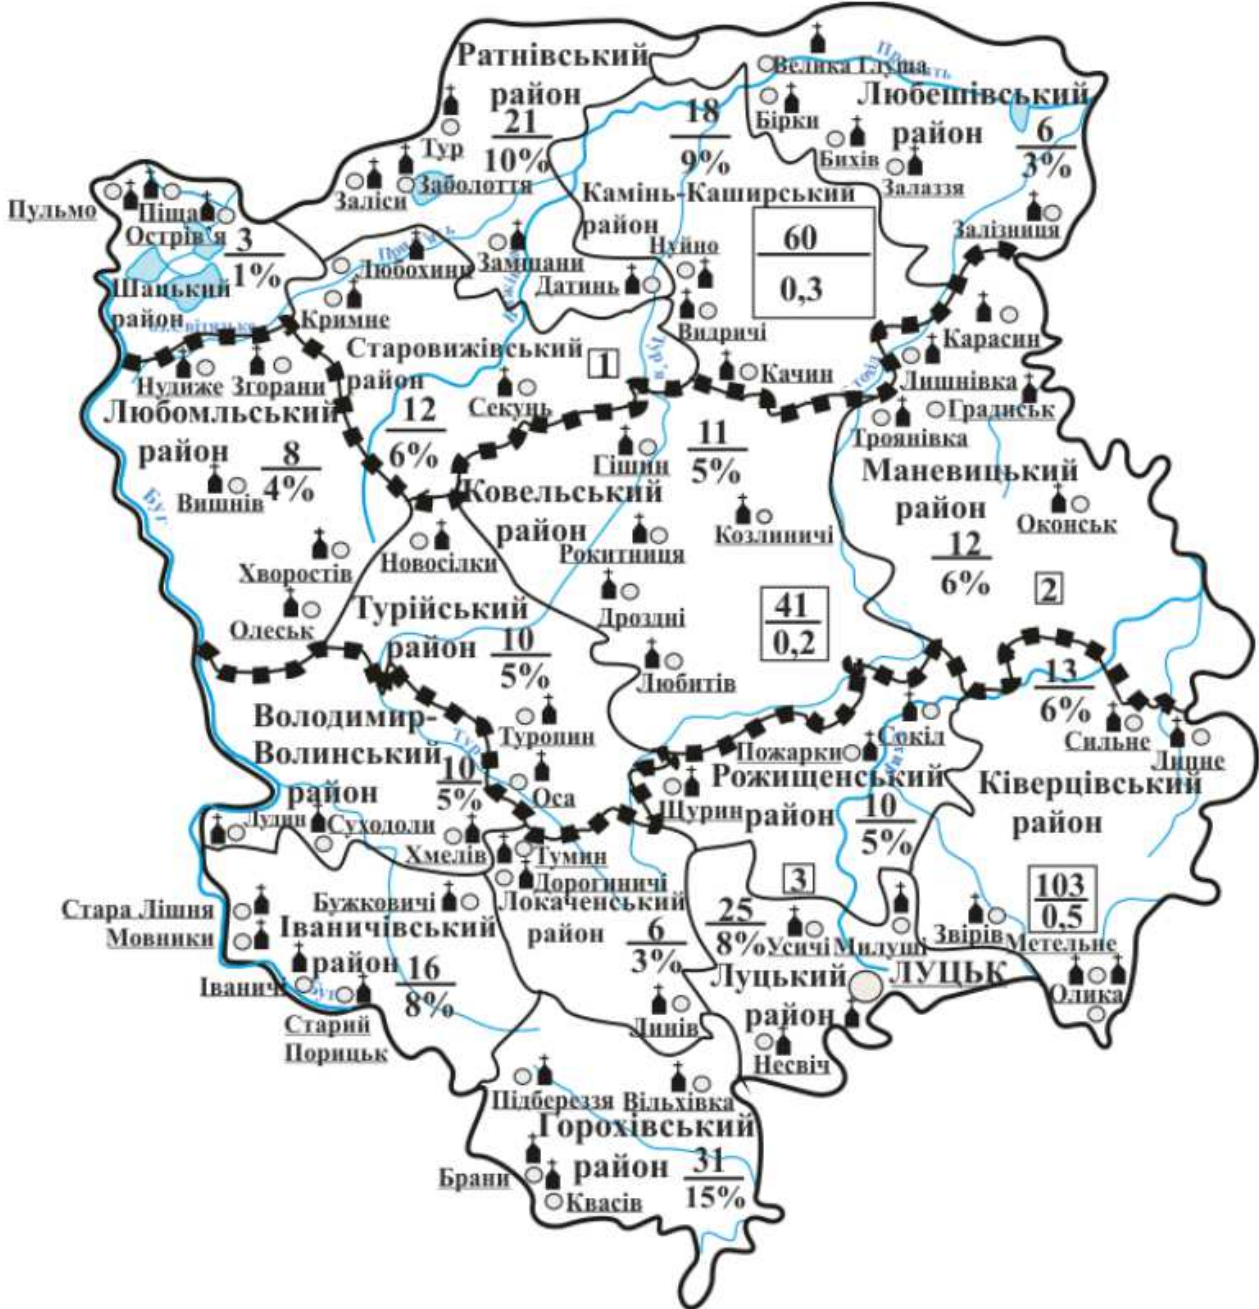 Ратнівський
район
21
10%
Тур
Заліси
Заболоття
18
9%
Камінь-Каширський
район
Велика Глуша
Бірки
Любешівський
район
6
3%
Бихів
Залаззя
Залізниця
Пульмо
Піща
Острів'я
3
1%
Шацький
район
Любохини
Замшани
Датинь
Нуйно
Видричі
60
0,3
Кримне
Старовижівський
район
1
12
6%
Секунь
Качин
Карасин
Лишнівка
Градиськ
Троянівка
Нудиже
Згорани
Любомльський
район
8
4%
Вишнів
Хворостів
Олеськ
Гішин
11
5%
Ковельський
район
Рокитниця
Козлиничі
Дроздні
Любитів
41
0,2
Маневицький
район
12
6%
Оконськ
2
Новосілки
Турійський
район
10
5%
Туропин
Оса
Буг
Володимир-
Волинський
район
10
5%
Лудин
Суходоли
Хмелів
Пожарки
Сокіл
Щурин
Рожищенський
район
10
5%
13
6%
Сильне
Липне
Ківерцівський
район
103
0,5
Звірів
Метельне
Олика
Тумин
Дорогиничі
Локаченський
район
6
3%
Линів
3
25
8%
Усичі
Милуші
Луцький
район
ЛУЦЬК
Несвіч
Стара Лішня
Мовники
Бужковичі
Іваничівський
район
16
8%
Іваничі
Буг
Старий
Порицьк
Підбереззя
Вільхівка
Горохівський
район
31
15%
Брани
Квасів